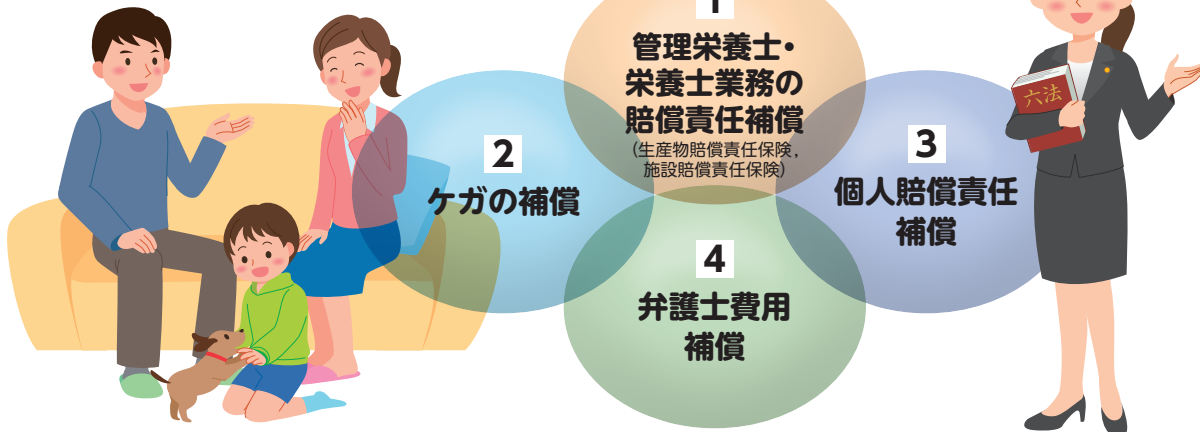 1
管理栄養士・
栄養士業務の
賠償責任補償
(生産物賠償責任保険,
施設賠償責任保険)
2
ケガの補償
3
個人賠償責任
補償
4
弁護士費用
補償
六法